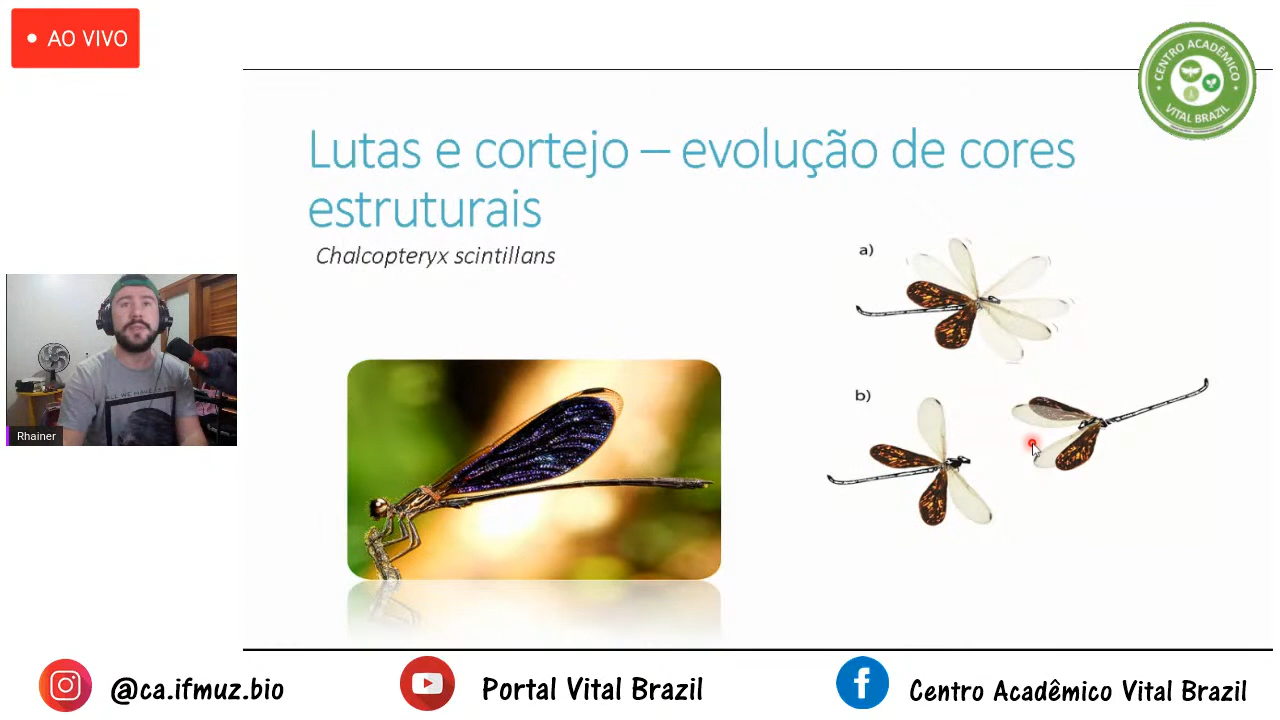 • AO VIVO
CENTRO ACADÊMICO
VITAL BRAZIL
Lutas e cortejo – evolução de cores
estruturais
Chalcopteryx scintillans
a)
b)
Rhainer
@ca.ifmuz.bio
Portal Vital Brazil
Centro Acadêmico Vital Brazil